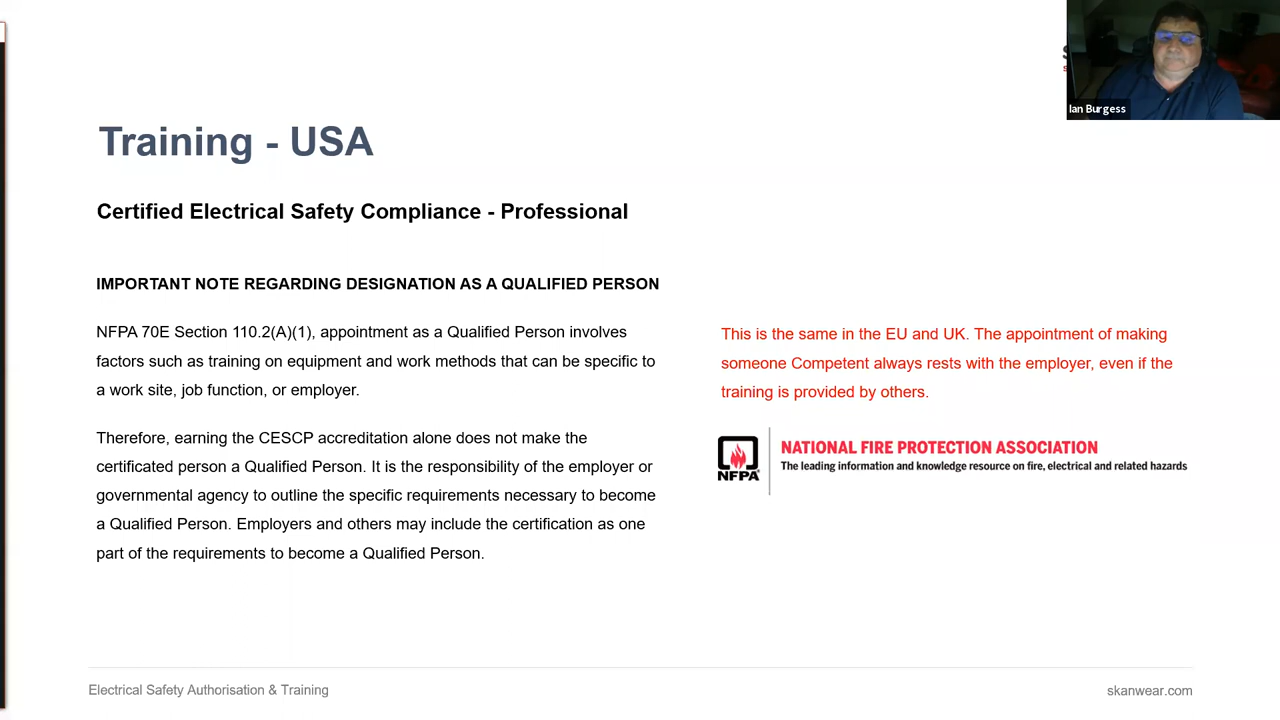 Ian Burgess
Training - USA
Certified Electrical Safety Compliance - Professional
IMPORTANT NOTE REGARDING DESIGNATION AS A QUALIFIED PERSON
NFPA 70E Section 110.2(A)(1), appointment as a Qualified Person involves
factors such as training on equipment and work methods that can be specific to
a work site, job function, or employer.
Therefore, earning the CESCP accreditation alone does not make the
certificated person a Qualified Person. It is the responsibility of the employer or
governmental agency to outline the specific requirements necessary to become
a Qualified Person. Employers and others may include the certification as one
part of the requirements to become a Qualified Person.
This is the same in the EU and UK. The appointment of making
someone Competent always rests with the employer, even if the
training is provided by others.
NFPA
NATIONAL FIRE PROTECTION ASSOCIATION
The leading information and knowledge resource on fire, electrical and related hazards
Electrical Safety Authorisation & Training
skanwear.com